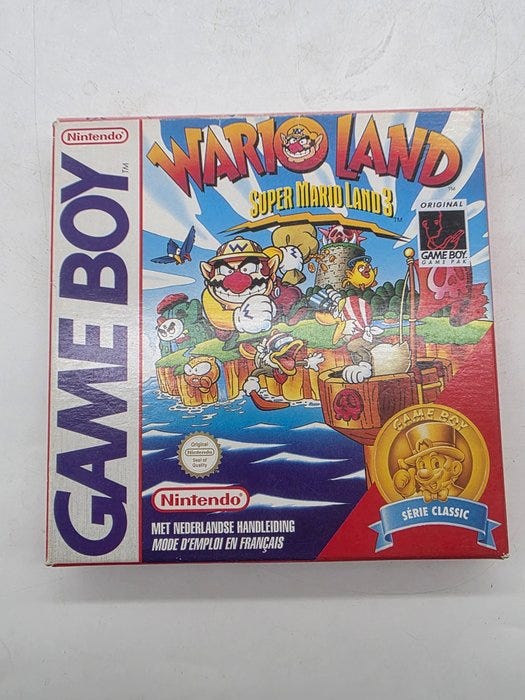 Nintendo
GAME BOY
TM
WARIO LAND
TM
SUPER MARIO LAND 3
TM
ORIGINAL
GAME BOY
GAME PAK
Original
Nintendo
Seal of
Quality
Nintendo
MET NEDERLANDSE HANDLEIDING
MODE D'EMPLOI EN FRANÇAIS
GAME BOY
SÉRIE CLASSIC
W